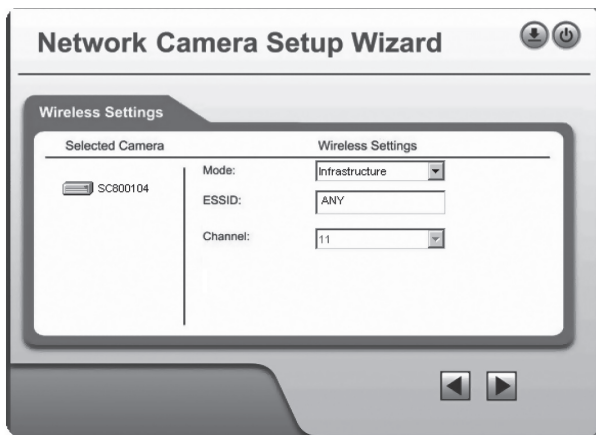 Network Camera Setup Wizard
Wireless Settings
Selected Camera
Wireless Settings
SC800104
Mode:
Infrastructure
ESSID:
ANY
Channel:
11